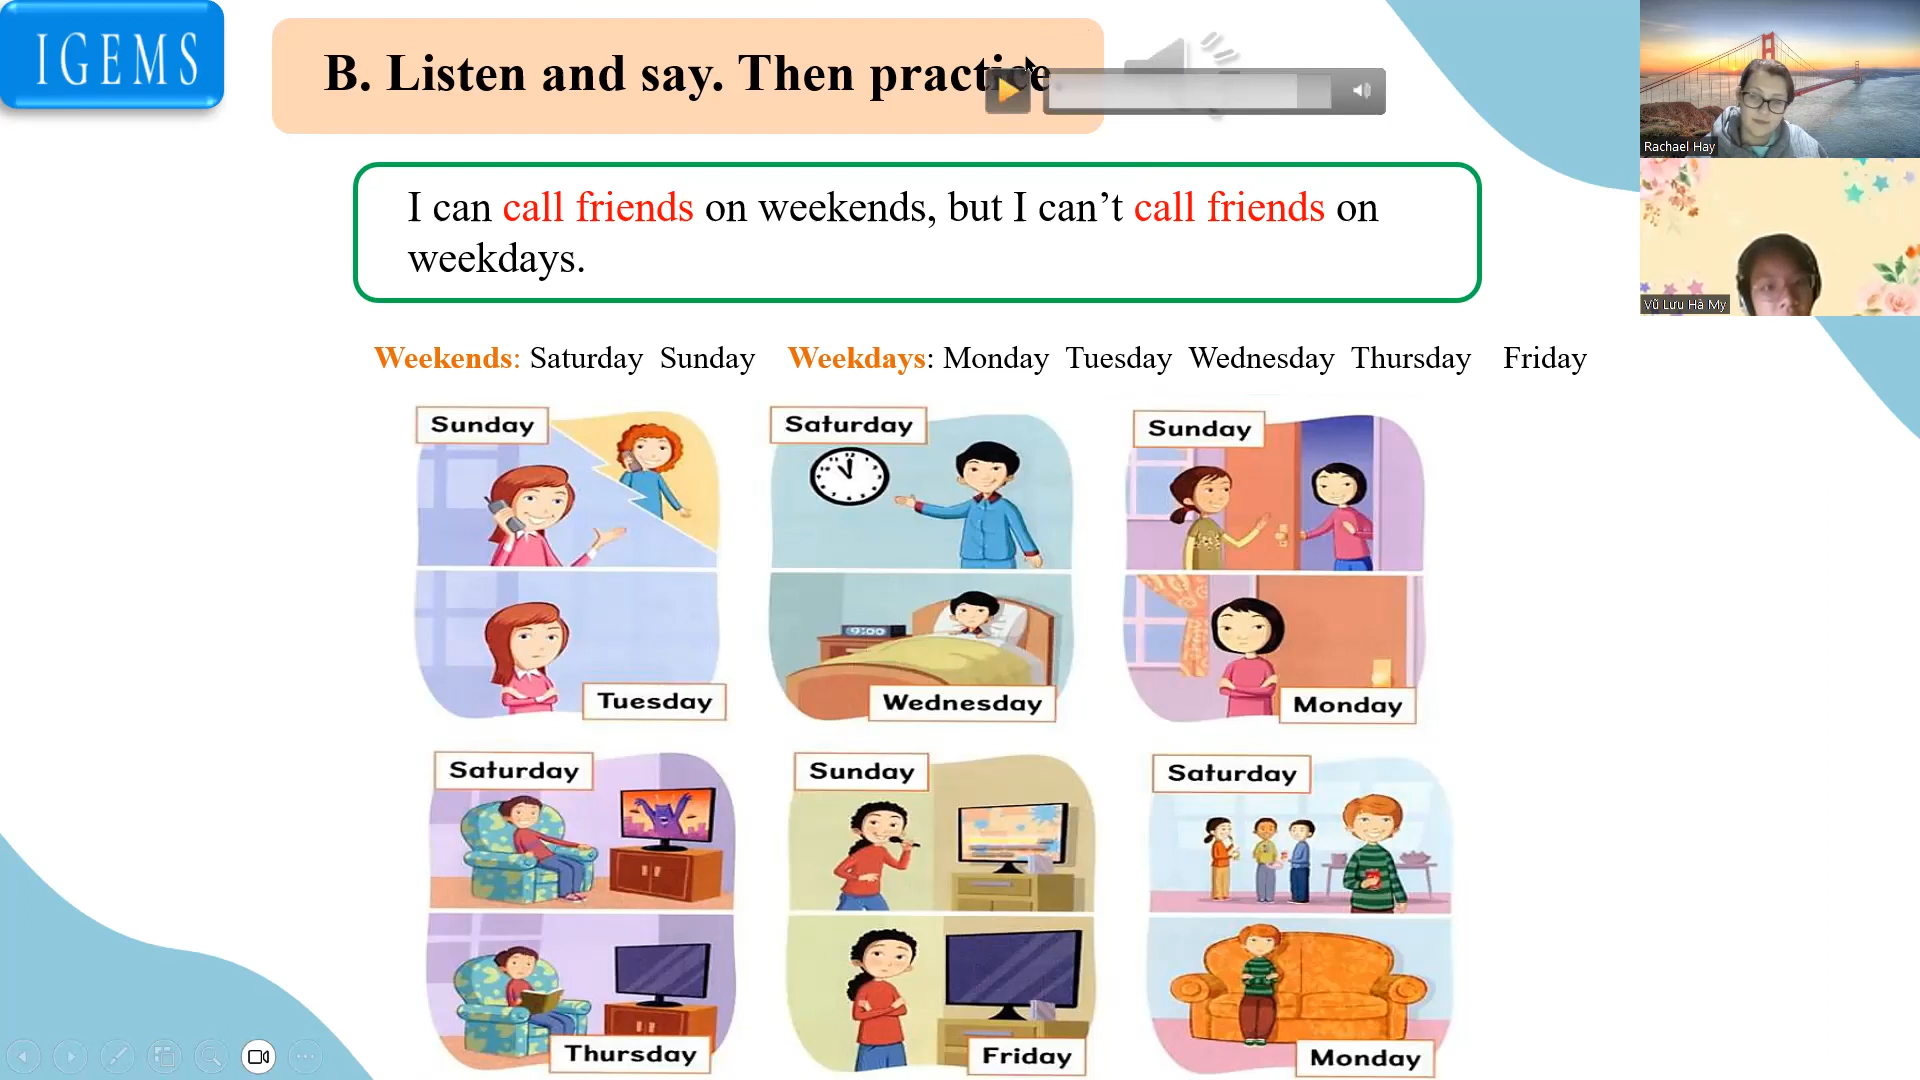 IGEMS
B. Listen and say. Then practice.
I can call friends on weekends, but I can’t call friends on
weekdays.
Weekends: Saturday Sunday Weekdays: Monday Tuesday Wednesday Thursday Friday
Sunday
Saturday
Sunday
9:00
Tuesday
Wednesday
Monday
Saturday
Sunday
Saturday
Thursday
Friday
Monday
Rachael Hay
Vũ Lưu Hà My